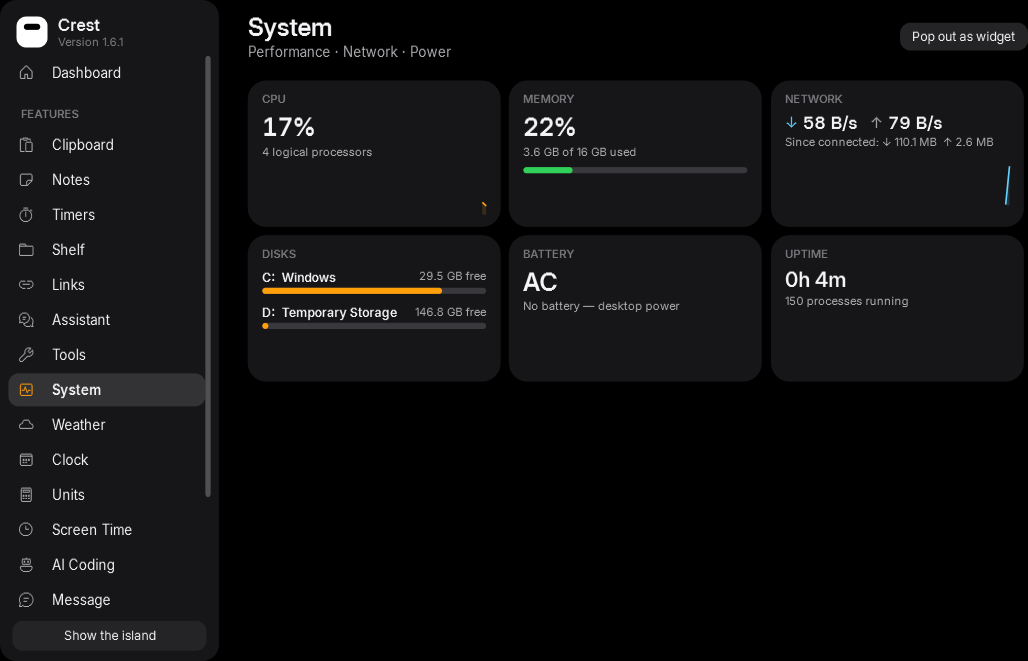 Crest
Version 1.6.1
Dashboard
FEATURES
Clipboard
Notes
Timers
Shelf
Links
Assistant
Tools
System
Weather
Clock
Units
Screen Time
AI Coding
Message
Show the island
System
Performance · Network · Power
Pop out as widget
CPU
17%
4 logical processors
MEMORY
22%
3.6 GB of 16 GB used
NETWORK
↓ 58 B/s ↑ 79 B/s
Since connected: ↓ 110.1 MB ↑ 2.6 MB
DISKS
C: Windows 29.5 GB free
D: Temporary Storage 146.8 GB free
BATTERY
AC
No battery — desktop power
UPTIME
0h 4m
150 processes running